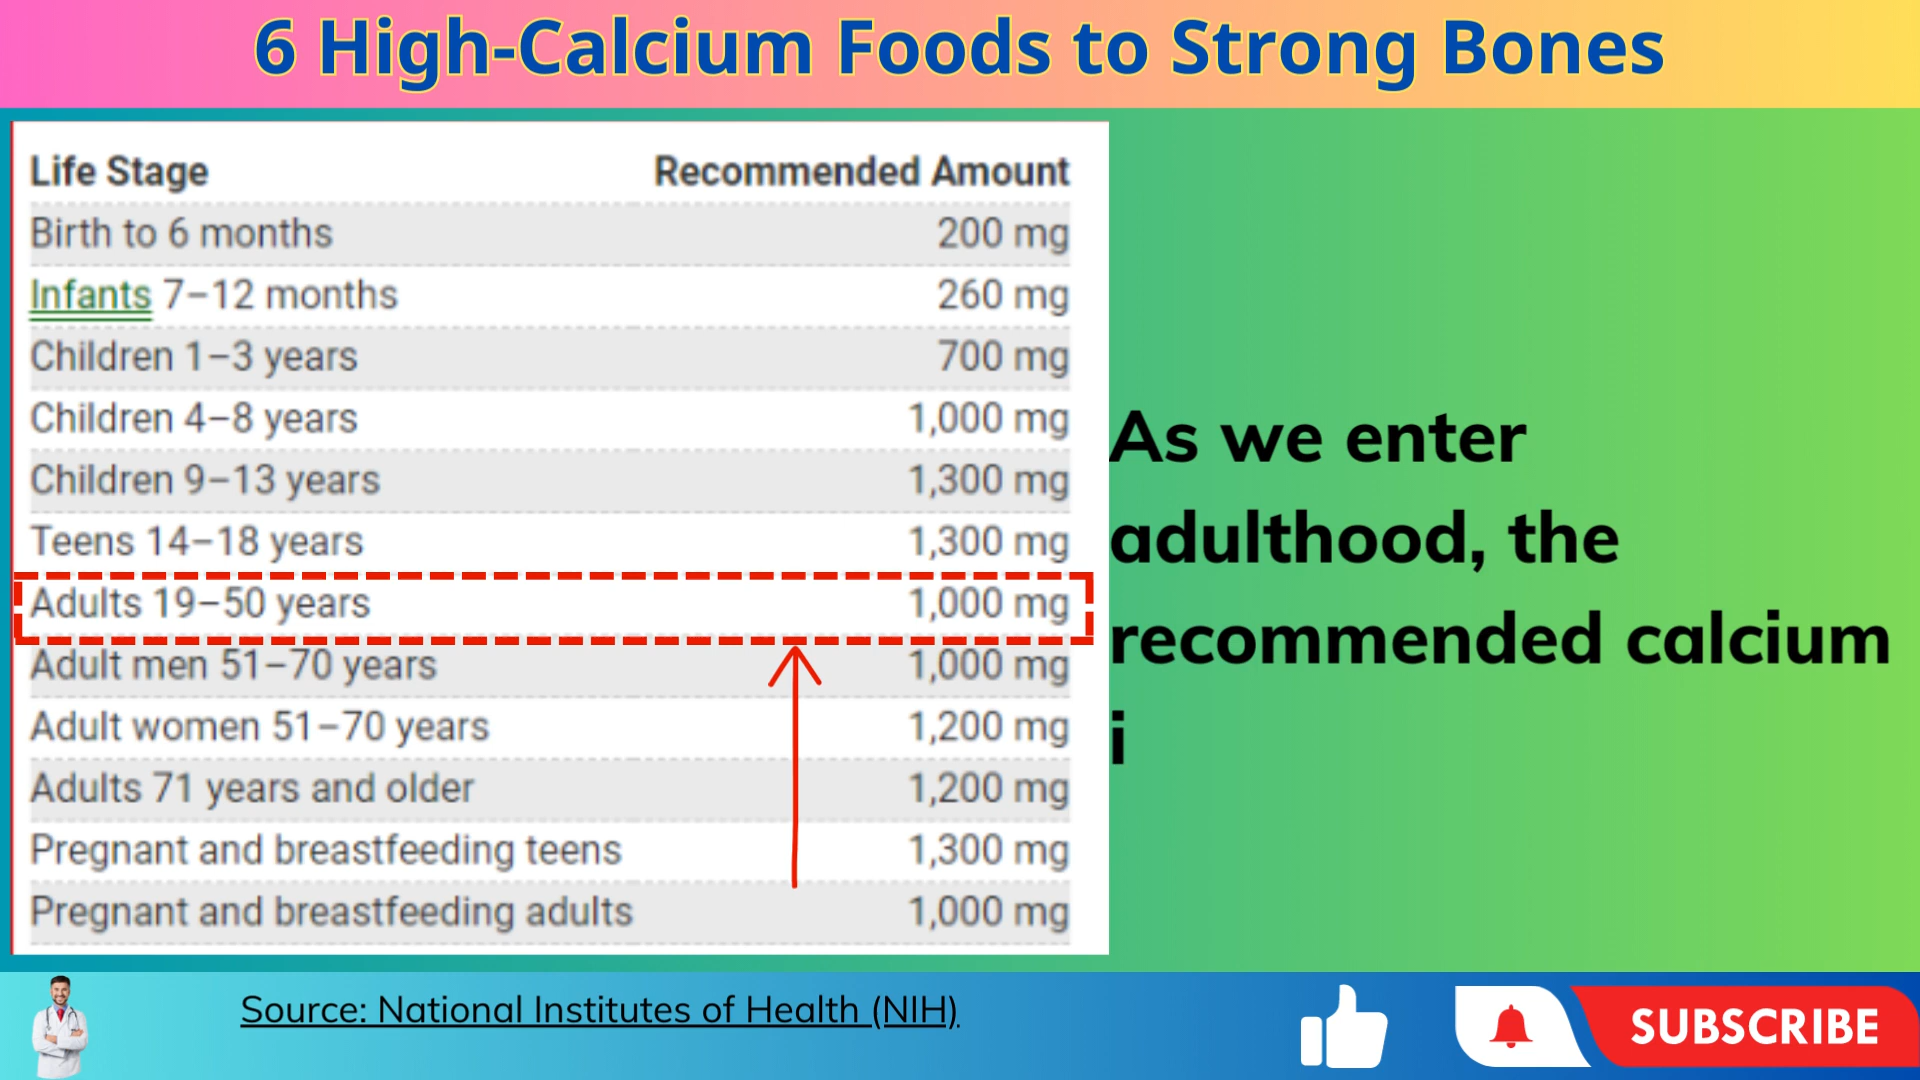 6 High-Calcium Foods to Strong Bones
Life Stage Recommended Amount
Birth to 6 months 200 mg
Infants 7–12 months 260 mg
Children 1–3 years 700 mg
Children 4–8 years 1,000 mg
Children 9–13 years 1,300 mg
Teens 14–18 years 1,300 mg
Adults 19–50 years 1,000 mg
Adult men 51–70 years 1,000 mg
Adult women 51–70 years 1,200 mg
Adults 71 years and older 1,200 mg
Pregnant and breastfeeding teens 1,300 mg
Pregnant and breastfeeding adults 1,000 mg
As we enter
adulthood, the
recommended calcium
i
Source: National Institutes of Health (NIH)
SUBSCRIBE